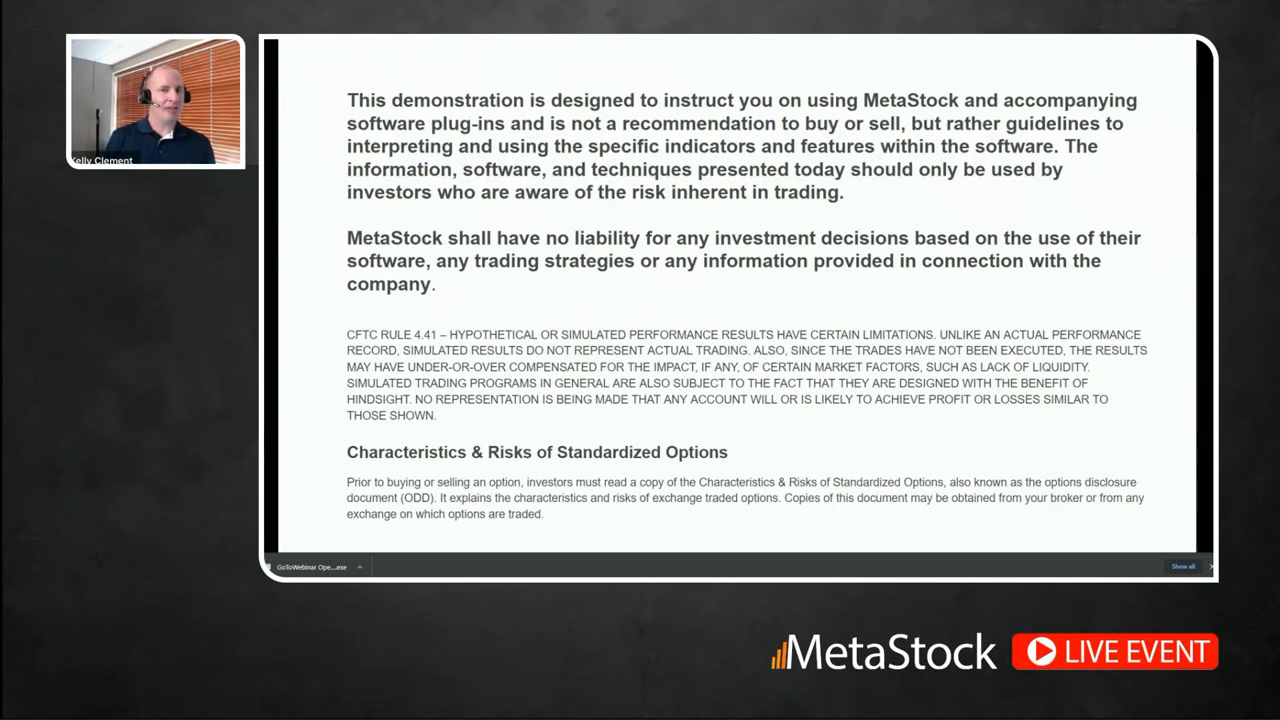 Kelly Clement
This demonstration is designed to instruct you on using MetaStock and accompanying
software plug-ins and is not a recommendation to buy or sell, but rather guidelines to
interpreting and using the specific indicators and features within the software. The
information, software, and techniques presented today should only be used by
investors who are aware of the risk inherent in trading.
MetaStock shall have no liability for any investment decisions based on the use of their
software, any trading strategies or any information provided in connection with the
company.
CFTC RULE 4.41 – HYPOTHETICAL OR SIMULATED PERFORMANCE RESULTS HAVE CERTAIN LIMITATIONS. UNLIKE AN ACTUAL PERFORMANCE
RECORD, SIMULATED RESULTS DO NOT REPRESENT ACTUAL TRADING. ALSO, SINCE THE TRADES HAVE NOT BEEN EXECUTED, THE RESULTS
MAY HAVE UNDER-OR-OVER COMPENSATED FOR THE IMPACT, IF ANY, OF CERTAIN MARKET FACTORS, SUCH AS LACK OF LIQUIDITY.
SIMULATED TRADING PROGRAMS IN GENERAL ARE ALSO SUBJECT TO THE FACT THAT THEY ARE DESIGNED WITH THE BENEFIT OF
HINDSIGHT. NO REPRESENTATION IS BEING MADE THAT ANY ACCOUNT WILL OR IS LIKELY TO ACHIEVE PROFIT OR LOSSES SIMILAR TO
THOSE SHOWN.
Characteristics & Risks of Standardized Options
Prior to buying or selling an option, investors must read a copy of the Characteristics & Risks of Standardized Options, also known as the options disclosure
document (ODD). It explains the characteristics and risks of exchange traded options. Copies of this document may be obtained from your broker or from any
exchange on which options are traded.
GoToWebinar Ope....exe
Show all
MetaStock
LIVE EVENT